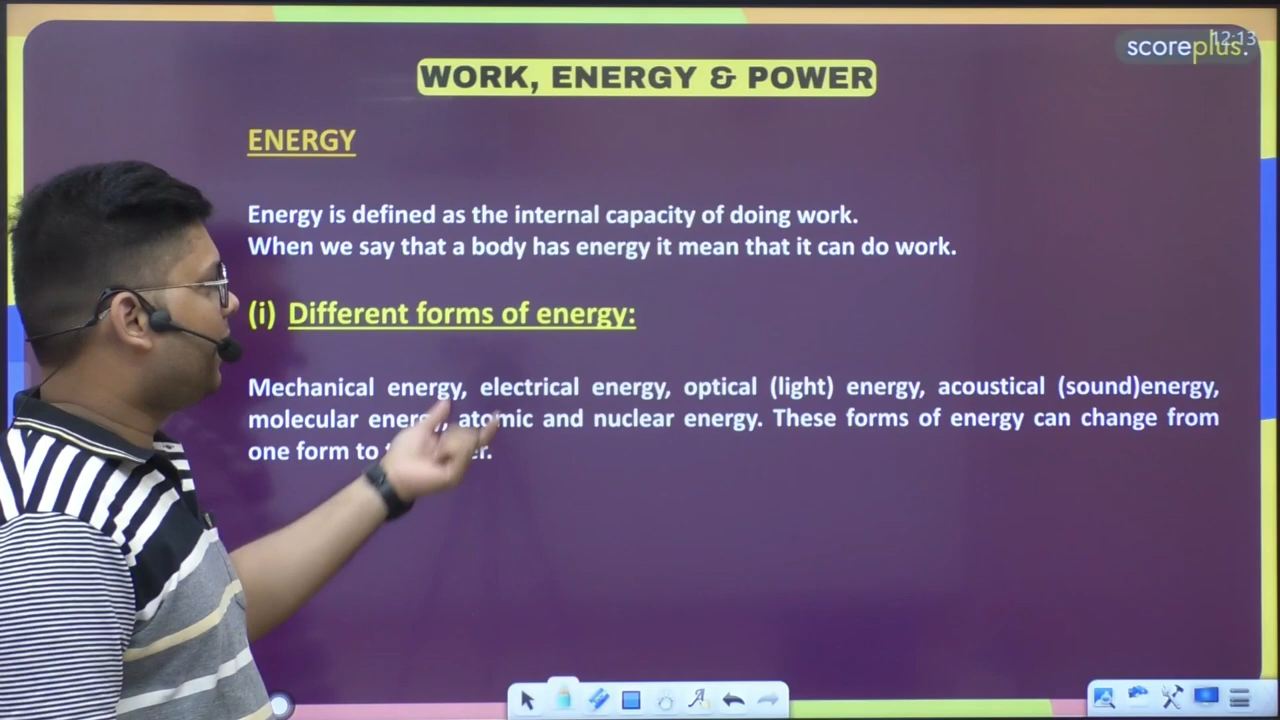 scoreplus.
12:13
WORK, ENERGY & POWER
ENERGY
Energy is defined as the internal capacity of doing work.
When we say that a body has energy it mean that it can do work.
(i) Different forms of energy:
Mechanical energy, electrical energy, optical (light) energy, acoustical (sound)energy,
molecular energy, atomic and nuclear energy. These forms of energy can change from
one form to